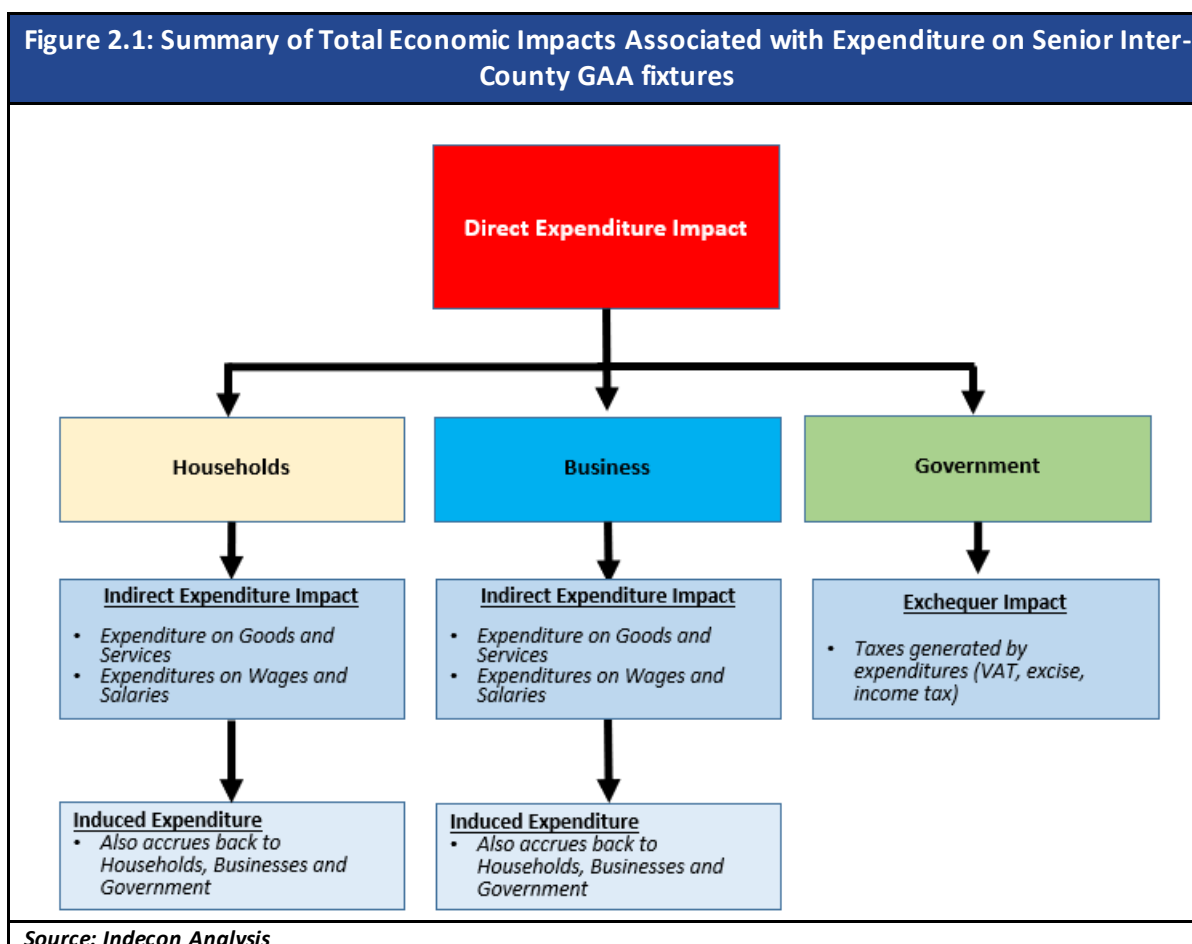 Figure 2.1: Summary of Total Economic Impacts Associated with Expenditure on Senior Inter-
County GAA fixtures
Direct Expenditure Impact
Households
Business
Government
Indirect Expenditure Impact
• Expenditure on Goods and
Services
• Expenditures on Wages and
Salaries
Indirect Expenditure Impact
• Expenditure on Goods and
Services
• Expenditures on Wages and
Salaries
Exchequer Impact
• Taxes generated by
expenditures (VAT, excise,
income tax)
Induced Expenditure
• Also accrues back to
Households, Businesses and
Government
Induced Expenditure
• Also accrues back to
Households, Businesses and
Government
Source: Indecon Analysis